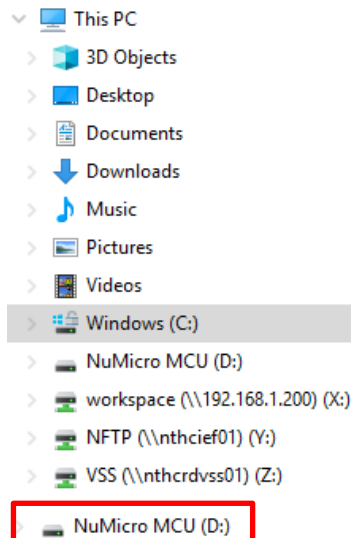 This PC
3D Objects
Desktop
Documents
Downloads
Music
Pictures
Videos
Windows (C:)
NuMicro MCU (D:)
workspace (\\192.168.1.200) (X:)
NFTP (\\nthcief01) (Y:)
VSS (\\nthcrdvss01) (Z:)
NuMicro MCU (D:)